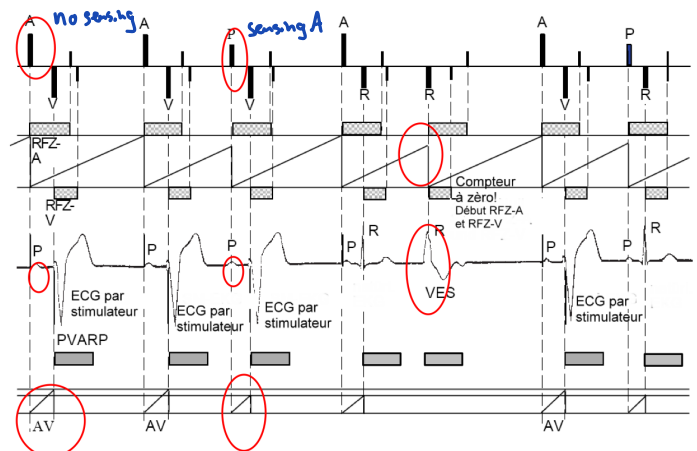 no sensing
sensing A
A
A
P
A
A
P
V
V
V
R
R
V
R
RFZ-
A
RFZ-
V
Compteur
à zèro!
Début RFZ-A
et RFZ-V
P
P
P
P
R
R
P
P
R
VES
ECG par
stimulateur
ECG par
stimulateur
ECG par
stimulateur
ECG par
stimulateur
PVARP
AV
AV
AV